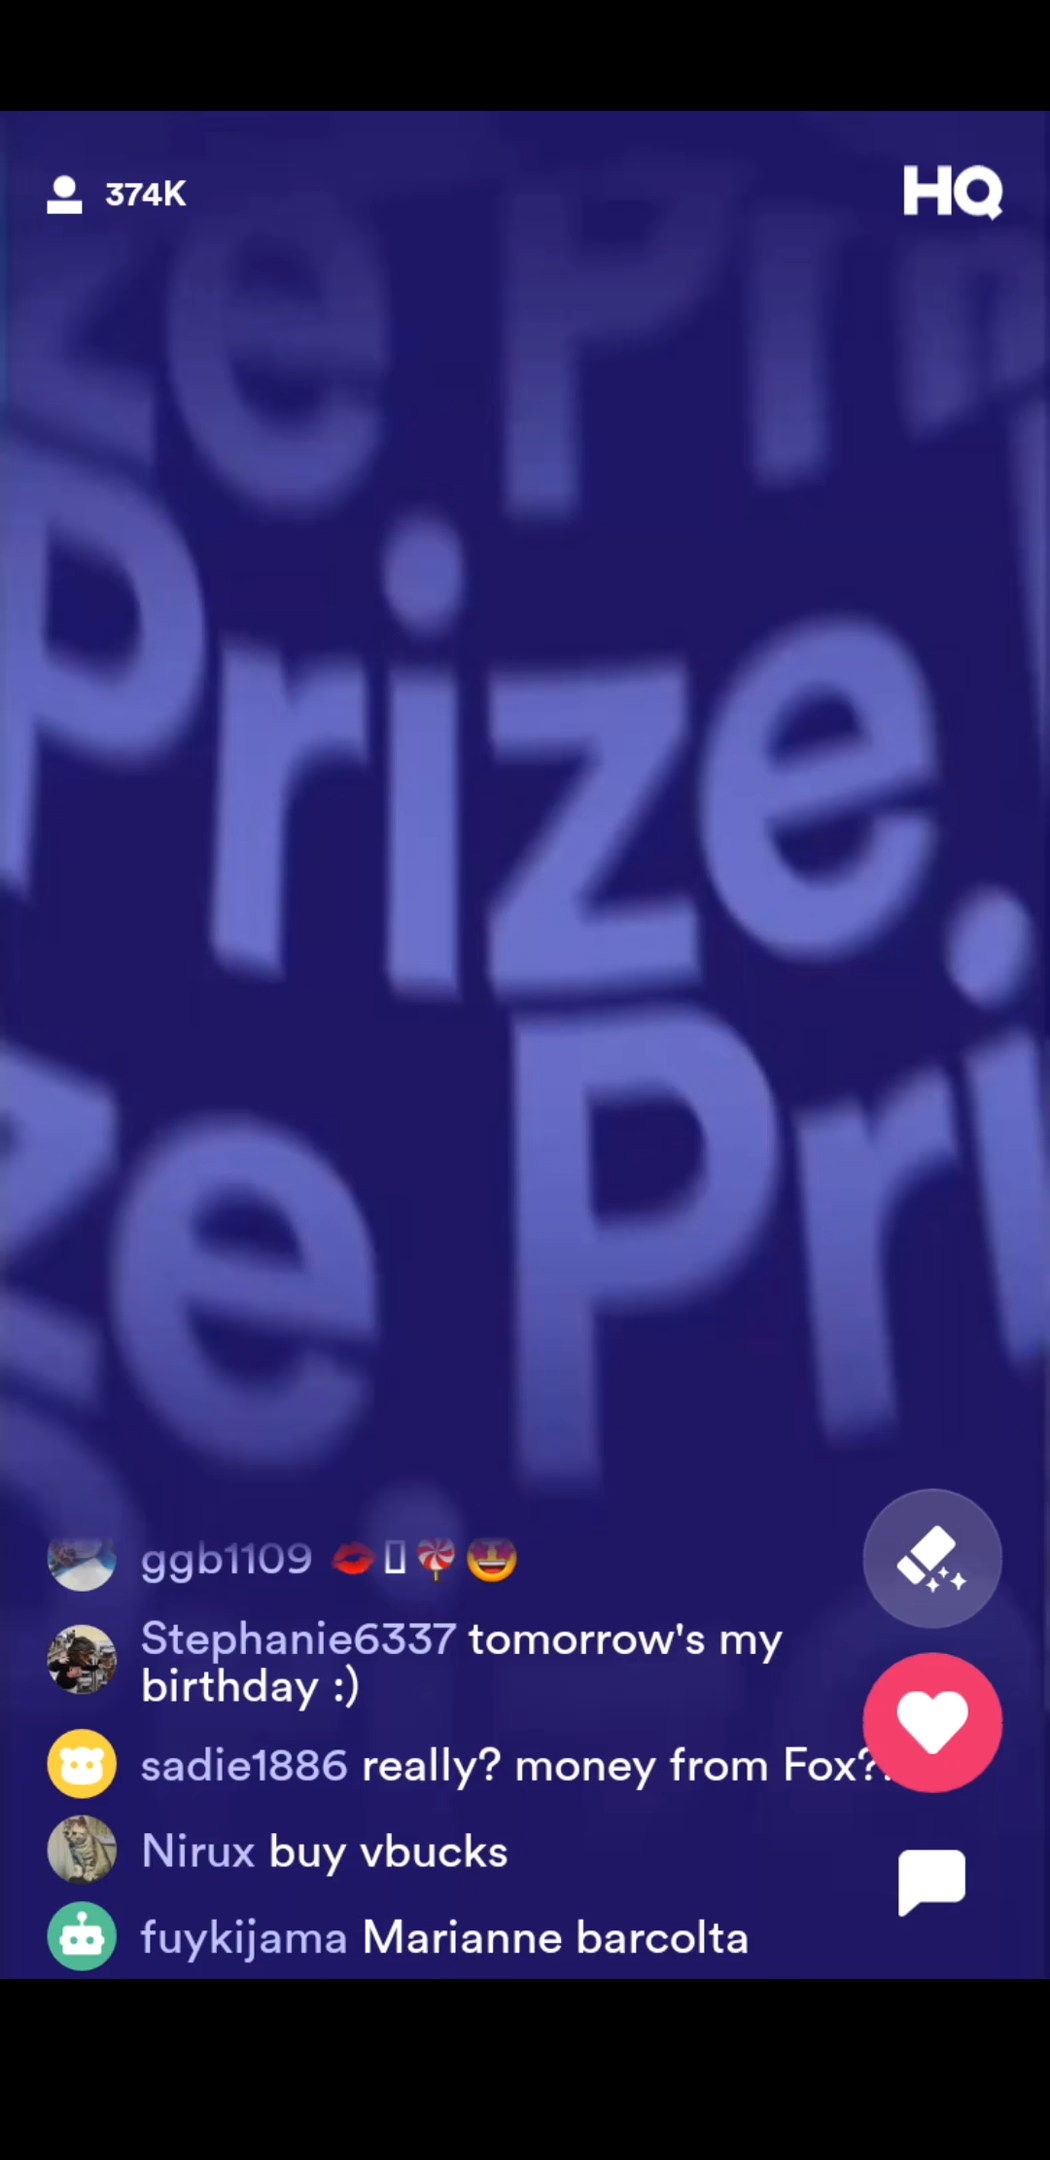 374K
HQ
ze Pri
Prize.
ze Pri
ggb1109 💋▯🍭🤩
Stephanie6337 tomorrow's my
birthday :)
sadie1886 really? money from Fox?
Nirux buy vbucks
fuykijama Marianne barcolta